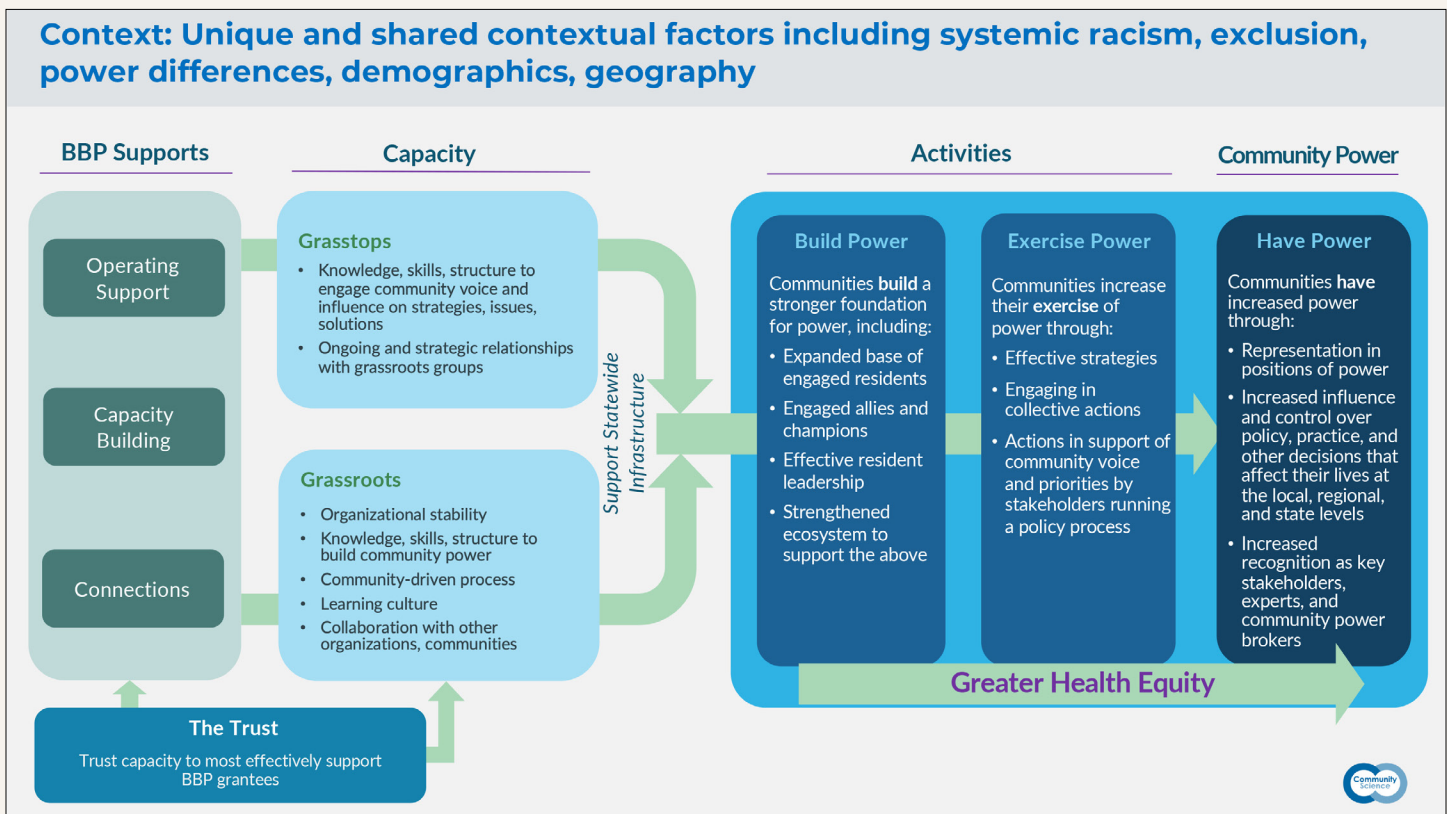 Context: Unique and shared contextual factors including systemic racism, exclusion,
power differences, demographics, geography
BBP Supports
Operating
Support
Capacity
Building
Connections
The Trust
Trust capacity to most effectively support
BBP grantees
Capacity
Grasstops
• Knowledge, skills, structure to
engage community voice and
influence on strategies, issues,
solutions
• Ongoing and strategic relationships
with grassroots groups
Grassroots
• Organizational stability
• Knowledge, skills, structure to
build community power
• Community-driven process
• Learning culture
• Collaboration with other
organizations, communities
Support Statewide
Infrastructure
Activities
Build Power
Communities build a
stronger foundation
for power, including:
• Expanded base of
engaged residents
• Engaged allies and
champions
• Effective resident
leadership
• Strengthened
ecosystem to
support the above
Exercise Power
Communities increase
their exercise of
power through:
• Effective strategies
• Engaging in
collective actions
• Actions in support of
community voice
and priorities by
stakeholders running
a policy process
Community Power
Have Power
Communities have
increased power
through:
• Representation in
positions of power
• Increased influence
and control over
policy, practice, and
other decisions that
affect their lives at
the local, regional,
and state levels
• Increased
recognition as key
stakeholders,
experts, and
community power
brokers
Greater Health Equity
Community
Science